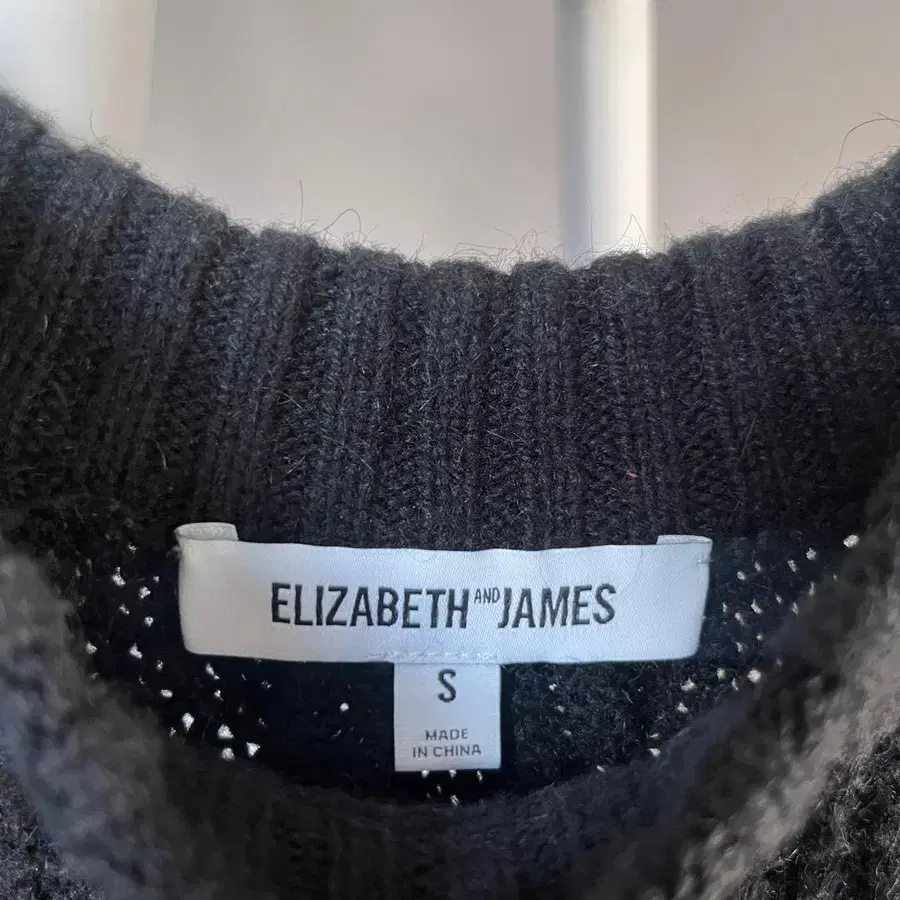 ELIZABETH AND JAMES
S
MADE
IN CHINA